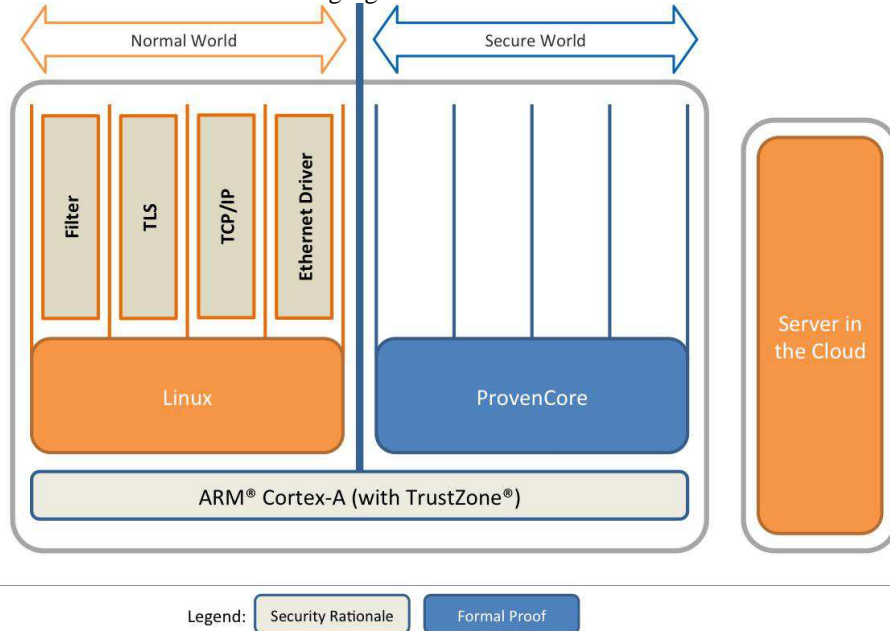 Normal World
Secure World
Filter
TLS
TCP/IP
Ethernet Driver
Linux
ProvenCore
Server in
the Cloud
ARM® Cortex-A (with TrustZone®)
Legend:
Security Rationale
Formal Proof